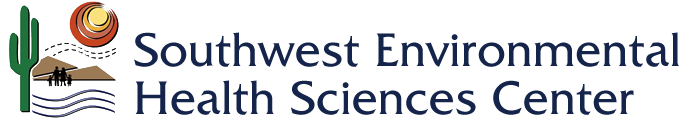 Southwest Environmental
Health Sciences Center